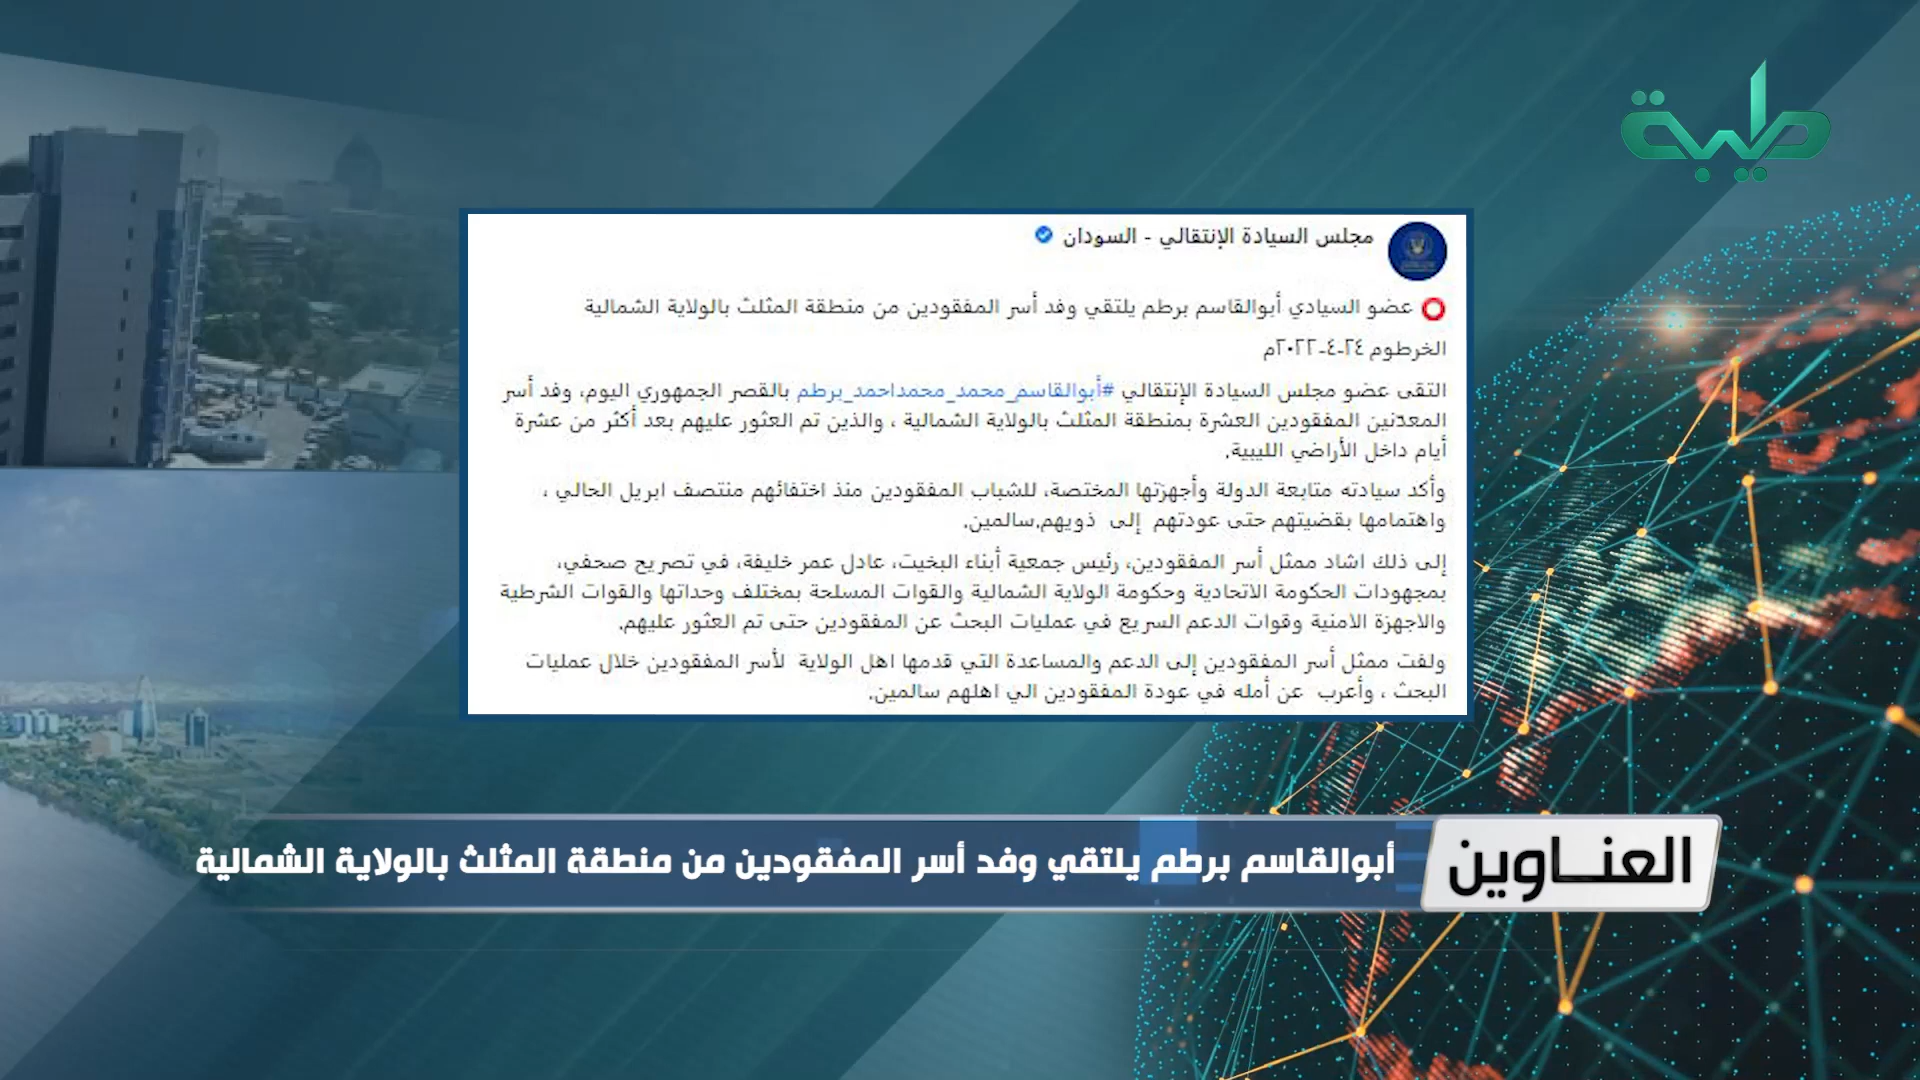 طيبة
مجلس السيادة الإنتقالي - السودان
عضو السيادي أبوالقاسم برطم يلتقي وفد أسر المفقودين من منطقة المثلث بالولاية الشمالية
الخرطوم ٢٤-٤-٢٠٢٢م
التقى عضو مجلس السيادة الإنتقالي #أبوالقاسم_محمد_محمداحمد_برطم بالقصر الجمهوري اليوم، وفد أسر
المعدّنين المفقودين العشرة بمنطقة المثلث بالولاية الشمالية ، والذين تم العثور عليهم بعد أكثر من عشرة
أيام داخل الأراضي الليبية.
وأكد سيادته متابعة الدولة وأجهزتها المختصة، للشباب المفقودين منذ اختفائهم منتصف ابريل الحالي ،
واهتمامها بقضيتهم حتى عودتهم إلى ذويهم.سالمين.
إلى ذلك اشاد ممثل أسر المفقودين، رئيس جمعية أبناء البخيت، عادل عمر خليفة، في تصريح صحفي،
بمجهودات الحكومة الاتحادية وحكومة الولاية الشمالية والقوات المسلحة بمختلف وحداتها والقوات الشرطية
والاجهزة الامنية وقوات الدعم السريع في عمليات البحث عن المفقودين حتى تم العثور عليهم.
ولفت ممثل أسر المفقودين إلى الدعم والمساعدة التي قدمها اهل الولاية لأسر المفقودين خلال عمليات
البحث ، وأعرب عن أمله في عودة المفقودين الي اهلهم سالمين.
العناوين
أبوالقاسم برطم يلتقي وفد أسر المفقودين من منطقة المثلث بالولاية الشمالية